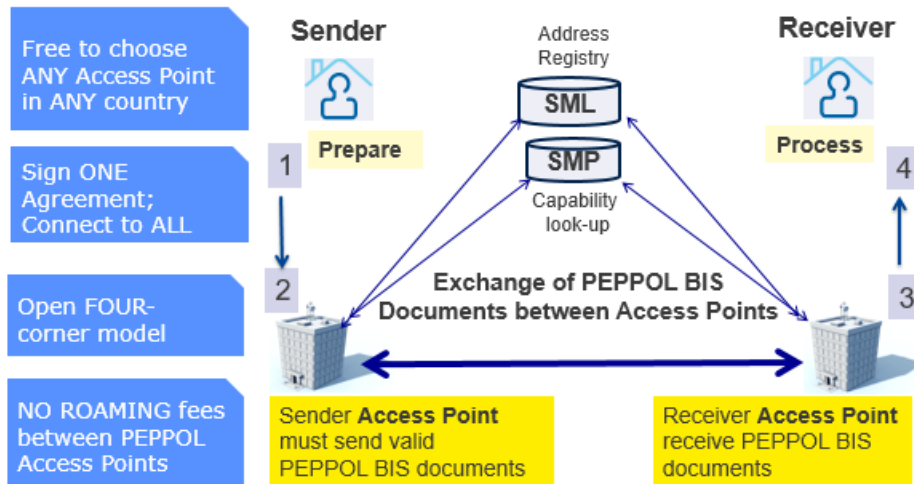 Free to choose
ANY Access Point
in ANY country
Sign ONE
Agreement;
Connect to ALL
Open FOUR-
corner model
NO ROAMING fees
between PEPPOL
Access Points
Sender
Prepare
1
2
Address
Registry
SML
SMP
Capability
look-up
Receiver
Process
4
3
Exchange of PEPPOL BIS
Documents between Access Points
Sender Access Point
must send valid
PEPPOL BIS documents
Receiver Access Point
receive PEPPOL BIS
documents